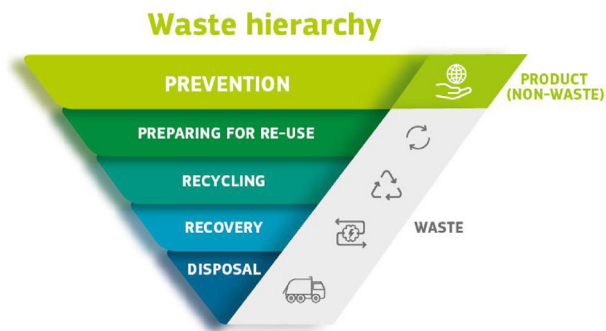 Waste hierarchy
PREVENTION
PRODUCT
(NON-WASTE)
PREPARING FOR RE-USE
RECYCLING
RECOVERY
WASTE
DISPOSAL